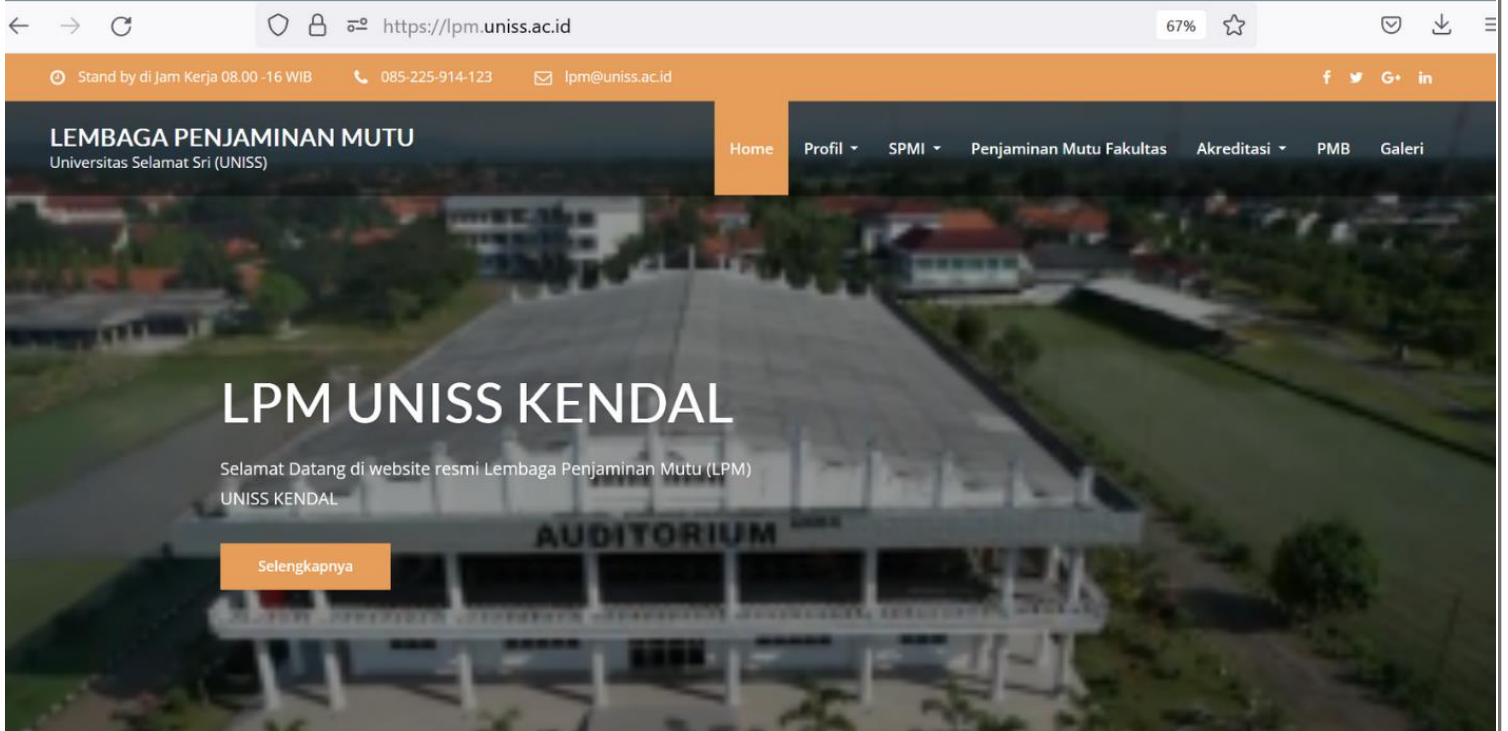 https://lpm.uniss.ac.id
67%
Stand by di Jam Kerja 08.00 -16 WIB 085-225-914-123 lpm@uniss.ac.id
LEMBAGA PENJAMINAN MUTU
Universitas Selamat Sri (UNISS)
Home Profil SPMI Penjaminan Mutu Fakultas Akreditasi PMB Galeri
LPM UNISS KENDAL
Selamat Datang di website resmi Lembaga Penjaminan Mutu (LPM)
UNISS KENDAL
AUDITORIUM
Selengkapnya